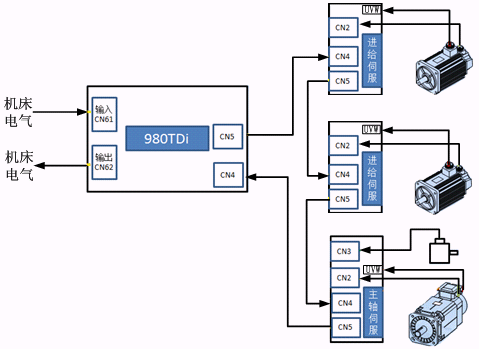 UVW
CN2
进给伺服
CN4
CN5
机床
电气
输入
CN61
980TDi
CN5
输出
CN62
CN4
机床
电气
UVW
CN2
进给伺服
CN4
CN5
CN3
UVW
CN2
主轴伺服
CN4
CN5